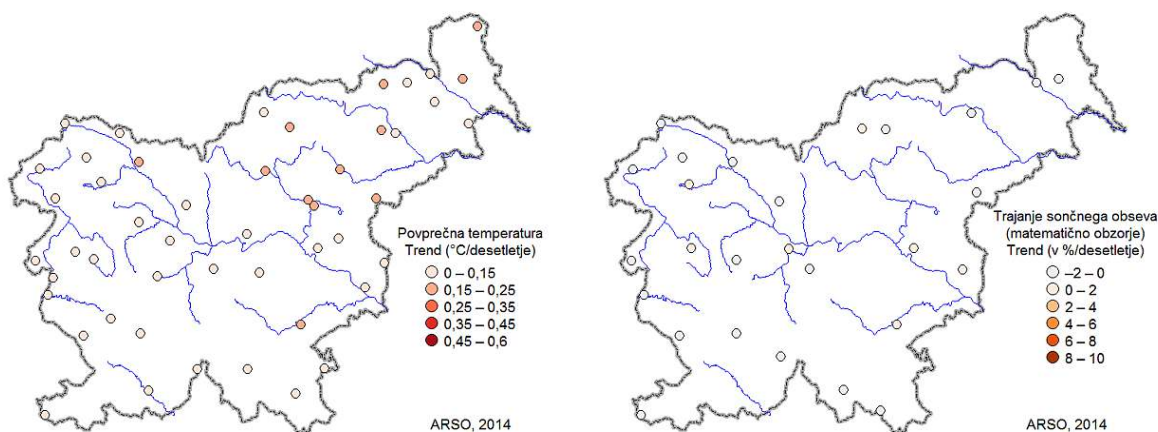 Povprečna temperatura
Trend (°C/desetletje)
0 – 0,15
0,15 – 0,25
0,25 – 0,35
0,35 – 0,45
0,45 – 0,6
ARSO, 2014
Trajanje sončnega obseva
(matematično obzorje)
Trend (v %/desetletje)
–2 – 0
0 – 2
2 – 4
4 – 6
6 – 8
8 – 10
ARSO, 2014